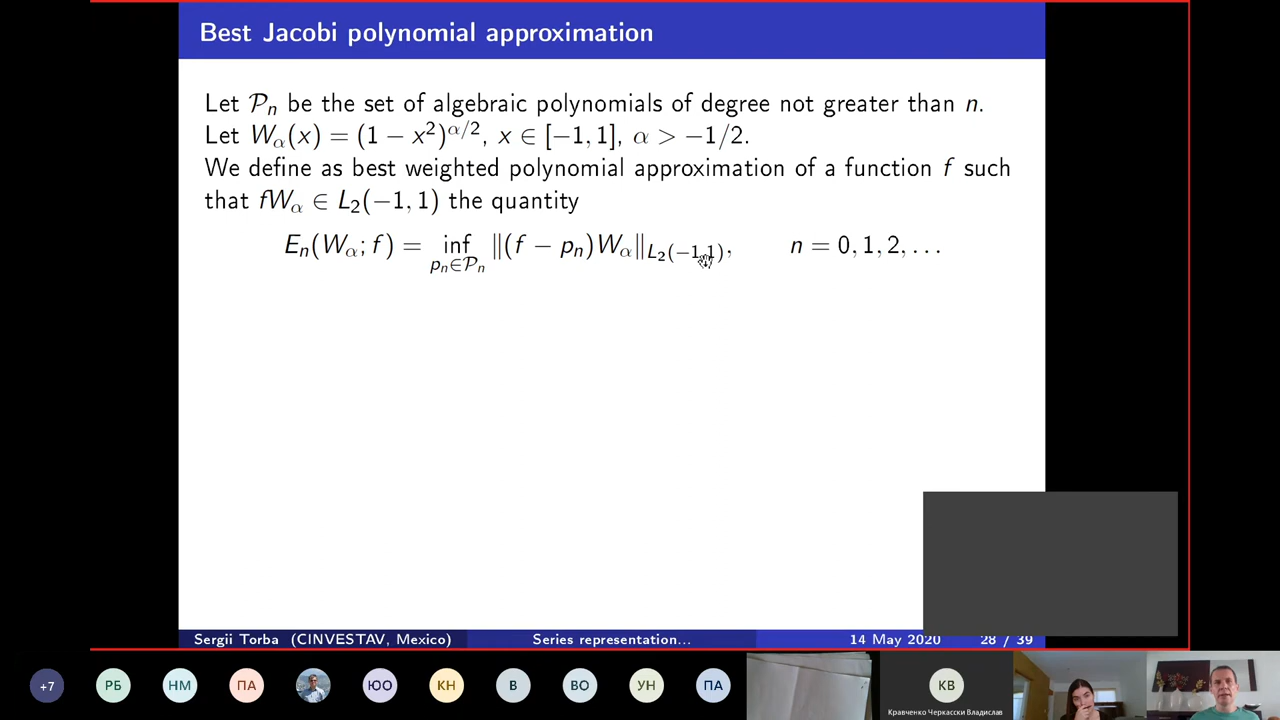 Best Jacobi polynomial approximation
Let 𝒫ₙ be the set of algebraic polynomials of degree not greater than n.
Let W_α(x) = (1 − x²)^{α/2}, x ∈ [−1, 1], α > −1/2.
We define as best weighted polynomial approximation of a function f such
that fW_α ∈ L₂(−1, 1) the quantity
Eₙ(W_α; f) = inf_{pₙ∈𝒫ₙ} ‖(f − pₙ)W_α‖_{L₂(−1,1)}, n = 0, 1, 2, . . .
Sergii Torba (CINVESTAV, Mexico) Series representation... 14 May 2020 28 / 39
+7 РБ НМ ПА ЮО КН В ВО УН ПА КВ
Кравченко Черкасски Владислав